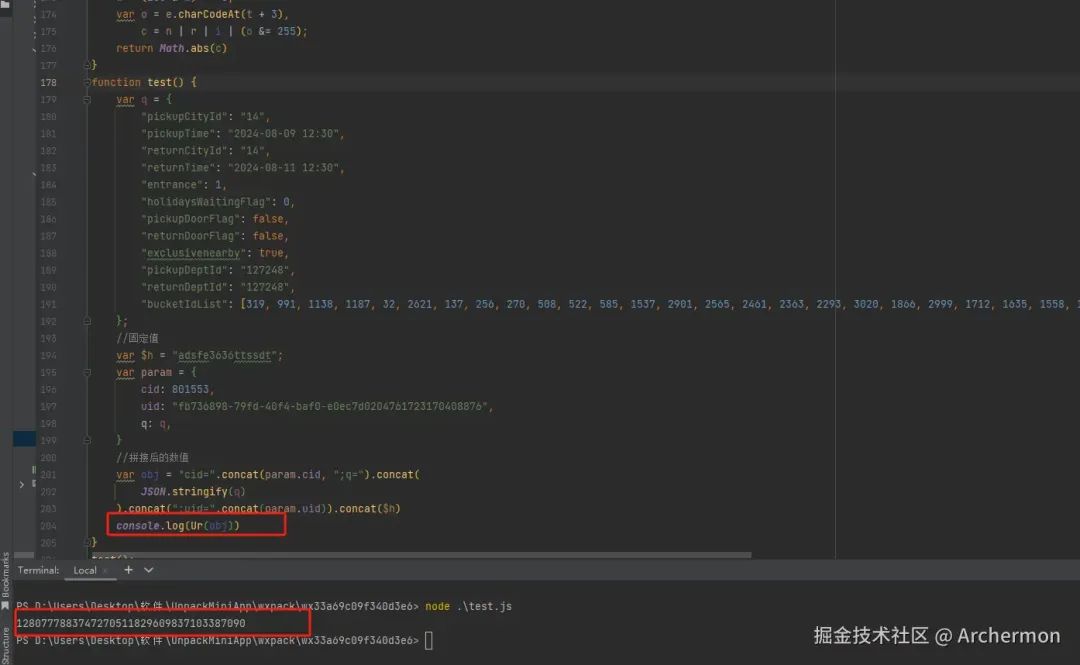 174 var o = e.charCodeAt(t + 3),
175 c = n | r | i | (o &= 255);
176 return Math.abs(c)
177 }
178 function test() {
179 var q = {
180 "pickupCityId": "14",
181 "pickupTime": "2024-08-09 12:30",
182 "returnCityId": "14",
183 "returnTime": "2024-08-11 12:30",
184 "entrance": 1,
185 "holidaysWaitingFlag": 0,
186 "pickupDoorFlag": false,
187 "returnDoorFlag": false,
188 "exclusivenearby": true,
189 "pickupDeptId": "127248",
190 "returnDeptId": "127248",
191 "bucketIdList": [319, 991, 1138, 1187, 32, 2621, 137, 256, 270, 508, 522, 585, 1537, 2901, 2565, 2461, 2363, 2293, 3020, 1866, 2999, 1712, 1635, 1558,
192 };
193 //固定值
194 var $h = "adsfe3636ttssdt";
195 var param = {
196 cid: 801553,
197 uid: "fb736898-79fd-40f4-baf0-e0ec7d0204761723170408876",
198 q: q,
199 }
200 //拼接后的数值
201 var obj = "cid=".concat(param.cid, ";q=").concat(
202 JSON.stringify(q)
203 ).concat(";uid=".concat(param.uid)).concat($h)
204 console.log(Ur(obj))
205 }
test();
Terminal: Local × +
PS D:\Users\Desktop\软件\UnpackMiniApp\wxpack\wx33a69c09f340d3e6> node .\test.js
128077788374727051182960983710338​7090
PS D:\Users\Desktop\软件\UnpackMiniApp\wxpack\wx33a69c09f340d3e6>
Bookmarks
Structure
掘金技术社区 @ Archermon